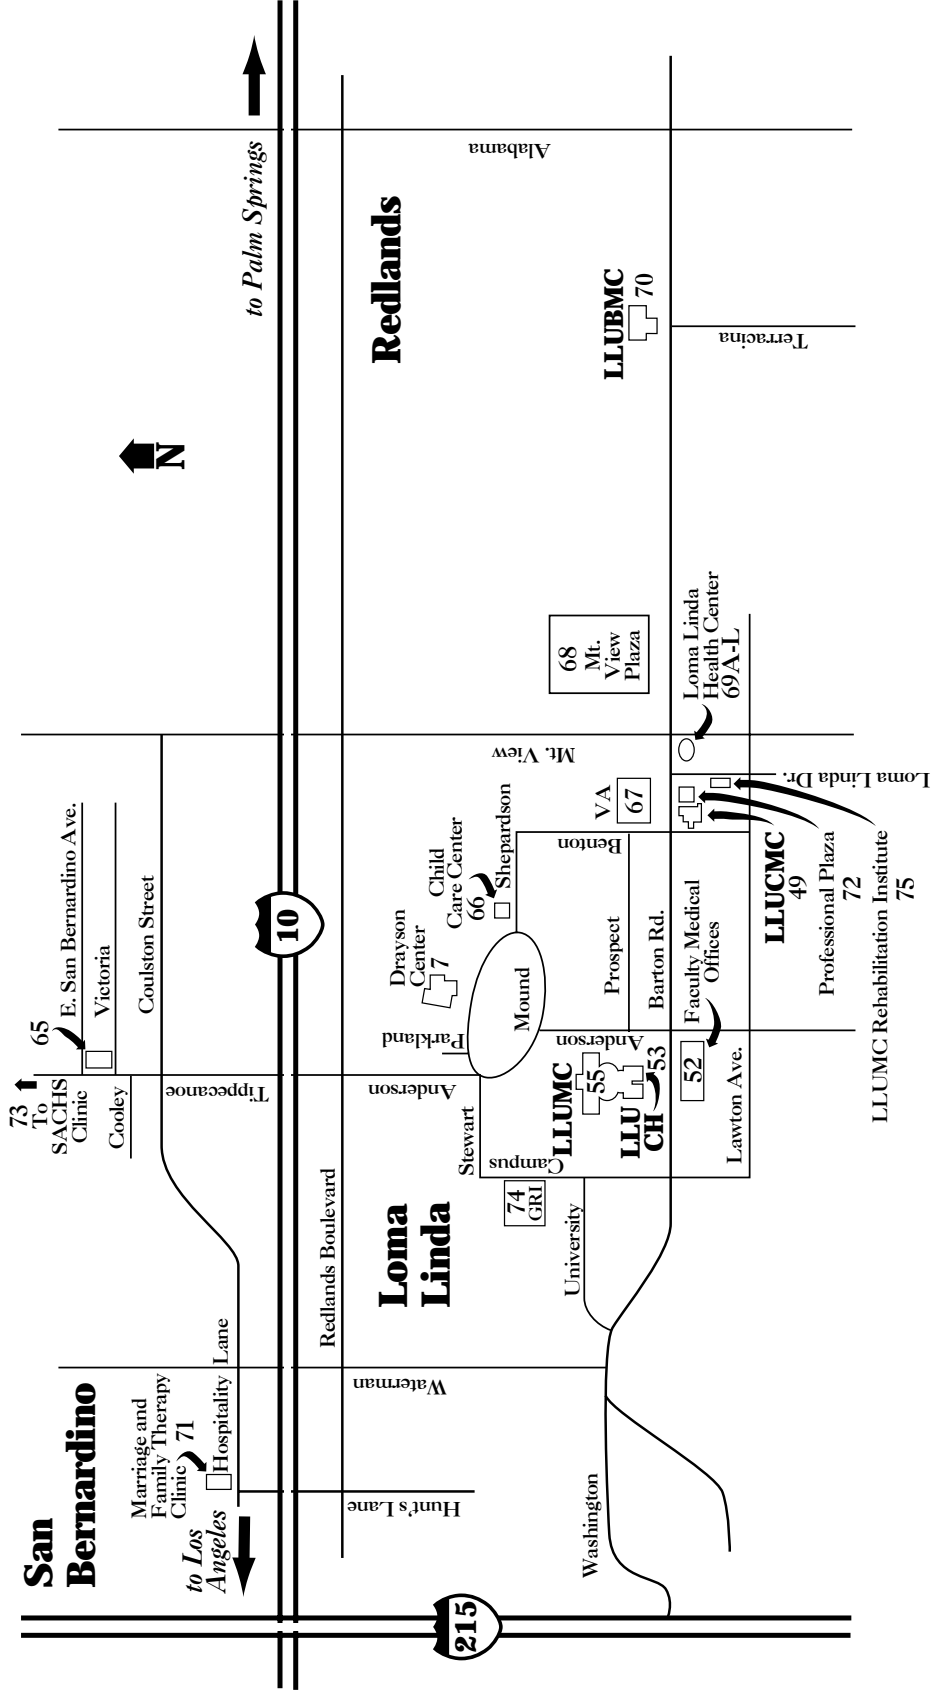 San
Bernardino
Marriage and
Family Therapy
Clinic 71
Hospitality Lane
to Los
Angeles
Hunt's Lane
Waterman
Redlands Boulevard
215
Washington
73
To
SACHS
Clinic
65
E. San Bernardino Ave.
Victoria
Cooley
Coulston Street
Tippecanoe
10
N
to Palm Springs
Alabama
Redlands
Loma
Linda
Anderson
Parkland
Drayson
Center
7
Child
Care Center
66
Shepardson
Mt. View
Stewart
Mound
Campus
74
GRI
University
LLUMC
55
Anderson
LLU
CH
53
Prospect
Benton
VA
67
68
Mt.
View
Plaza
LLUBMC
70
Terracina
Barton Rd.
52
Faculty Medical
Offices
Lawton Ave.
Loma Linda
Health Center
69A-L
Loma Linda Dr.
LLUCMC
49
Professional Plaza
72
LLUMC Rehabilitation Institute
75